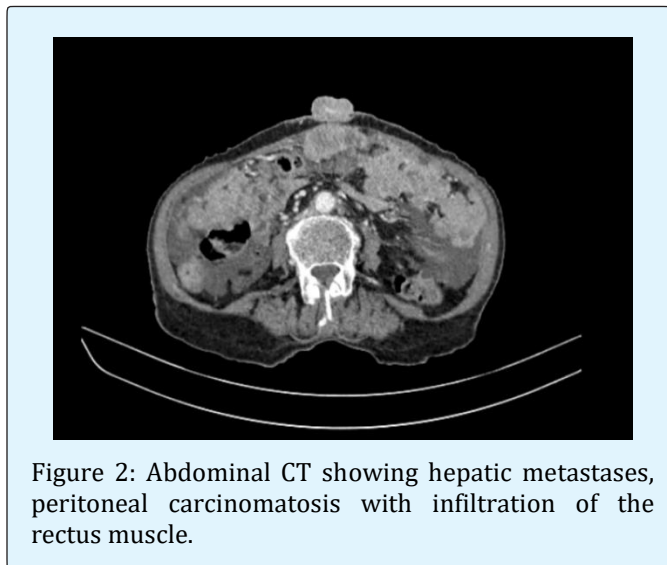 Figure 2: Abdominal CT showing hepatic metastases,
peritoneal carcinomatosis with infiltration of the
rectus muscle.